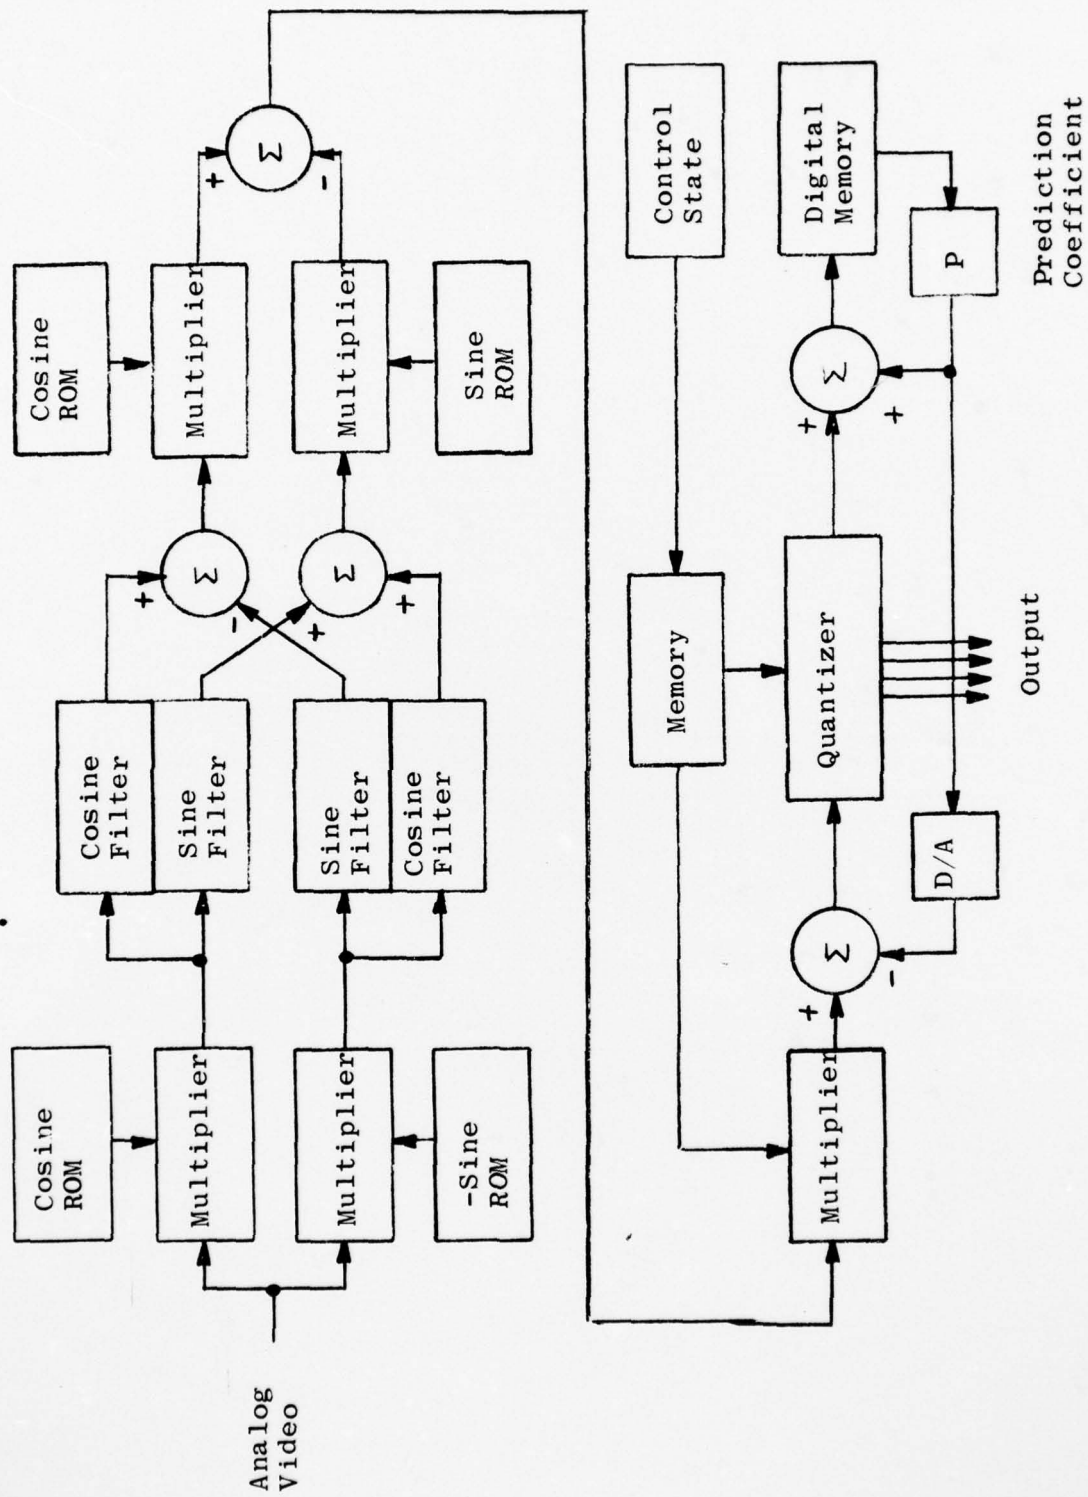 Analog
Video
Cosine
ROM
Multiplier
Multiplier
-Sine
ROM
Cosine
Filter
Sine
Filter
Sine
Filter
Cosine
Filter
+
Σ
-
+
Σ
+
Cosine
ROM
Multiplier
Multiplier
Sine
ROM
+
Σ
-
Control
State
Memory
Multiplier
+
Σ
-
D/A
Quantizer
Output
+
Σ
+
Digital
Memory
P
Prediction
Coefficient